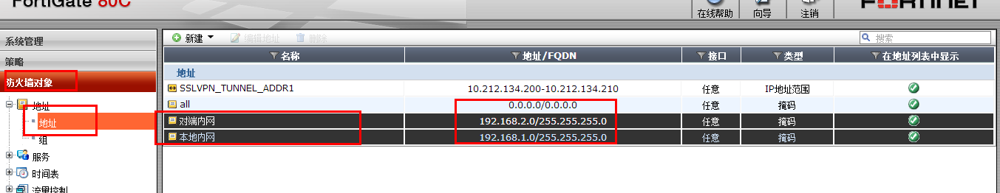 FortiGate 80C
在线帮助 向导 注销
FORTINET
系统管理
策略
防火墙对象
地址
地址
组
服务
时间表
流量控制
新建 编辑地址 删除 搜索
名称 地址/FQDN 接口 类型 在地址列表中显示
地址
SSLVPN_TUNNEL_ADDR1 10.212.134.200-10.212.134.210 任意 IP地址范围
all 0.0.0.0/0.0.0.0 任意 掩码
对端内网 192.168.2.0/255.255.255.0 任意 掩码
本地内网 192.168.1.0/255.255.255.0 任意 掩码